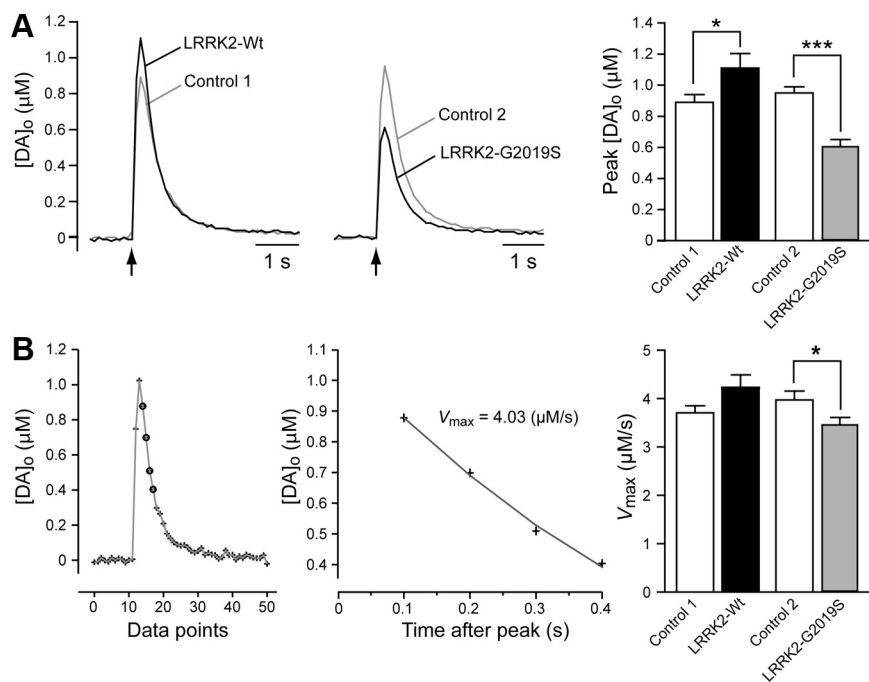 A
[DA]o (μM)
1.2
1.0
0.8
0.6
0.4
0.2
0
LRRK2-Wt
Control 1
1 s
Control 2
LRRK2-G2019S
1 s
Peak [DA]o (μM)
1.4
1.2
1.0
0.8
0.6
0.4
0.2
0
*
***
Control 1
LRRK2-Wt
Control 2
LRRK2-G2019S
B
[DA]o (μM)
1.2
1.0
0.8
0.6
0.4
0.2
0
0 10 20 30 40 50
Data points
[DA]o (μM)
1.1
1.0
0.9
0.8
0.7
0.6
0.5
0.4
Vmax = 4.03 (μM/s)
0 0.1 0.2 0.3 0.4
Time after peak (s)
Vmax (μM/s)
5
4
3
2
1
0
*
Control 1
LRRK2-Wt
Control 2
LRRK2-G2019S